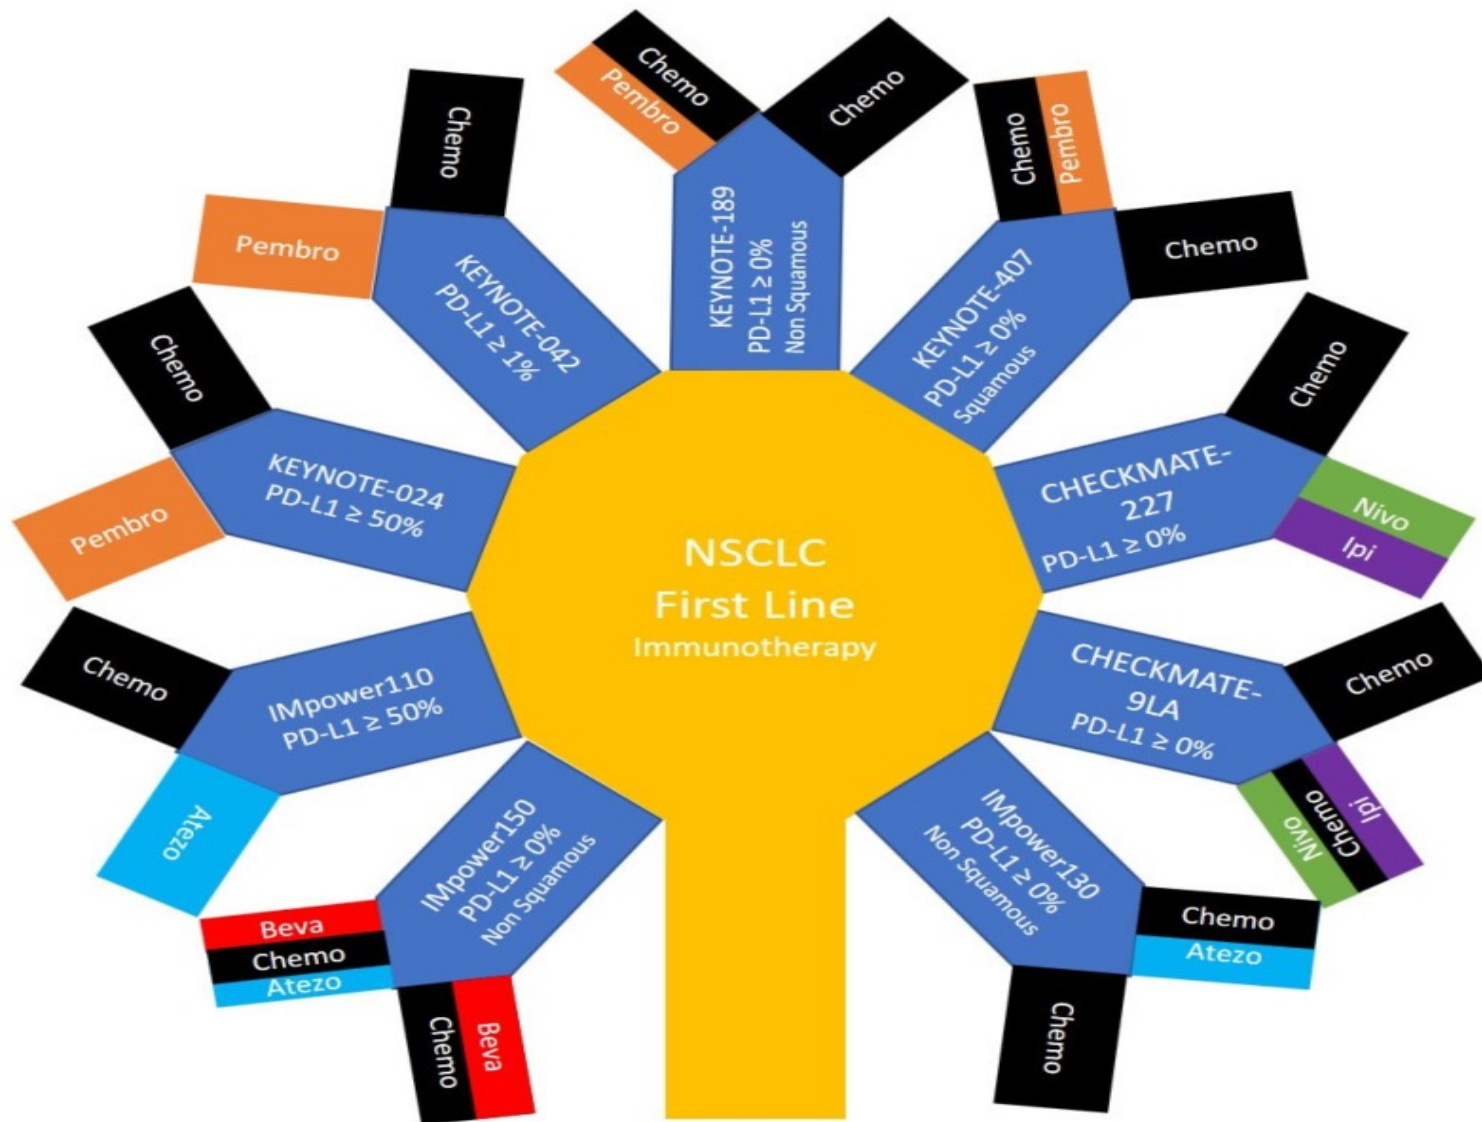 NSCLC
First Line
Immunotherapy
KEYNOTE-189
PD-L1 ≥ 0%
Non Squamous
Chemo
Pembro
Chemo
KEYNOTE-407
PD-L1 ≥ 0%
Squamous
Chemo
Pembro
Chemo
CHECKMATE-
227
PD-L1 ≥ 0%
Chemo
Nivo
Ipi
CHECKMATE-
9LA
PD-L1 ≥ 0%
Chemo
Ipi
Chemo
Nivo
IMpower130
PD-L1 ≥ 0%
Non Squamous
Chemo
Atezo
Chemo
IMpower150
PD-L1 ≥ 0%
Non Squamous
Beva
Chemo
Atezo
Chemo
Beva
IMpower110
PD-L1 ≥ 50%
Chemo
Atezo
KEYNOTE-024
PD-L1 ≥ 50%
Chemo
Pembro
KEYNOTE-042
PD-L1 ≥ 1%
Chemo
Pembro